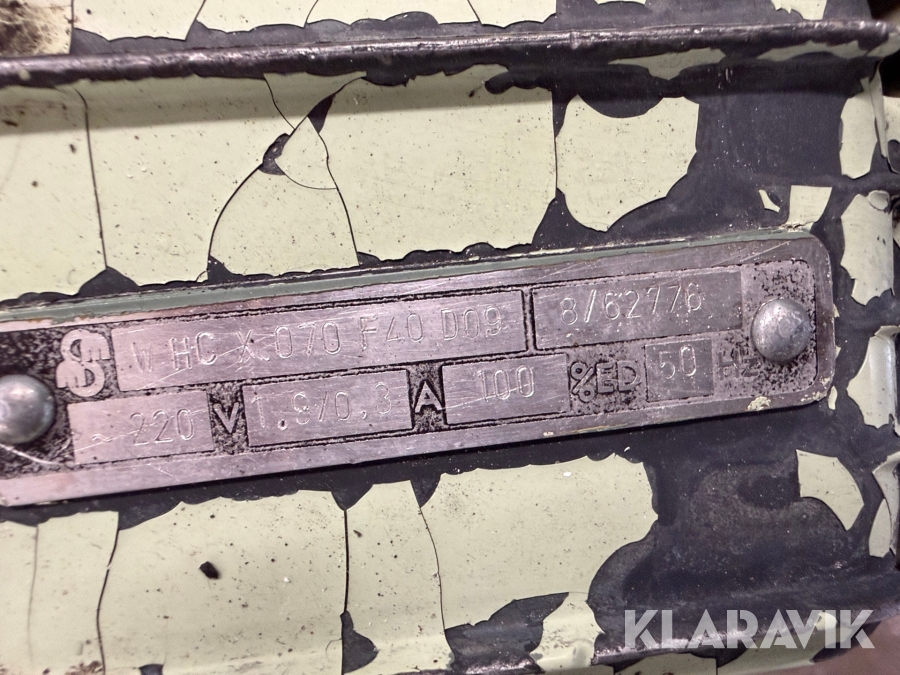 W HC X 070 F40 D09 8/62776
~ 220 V 1.9/0.3 A 100 %ED 50 HZ
KLARAVIK